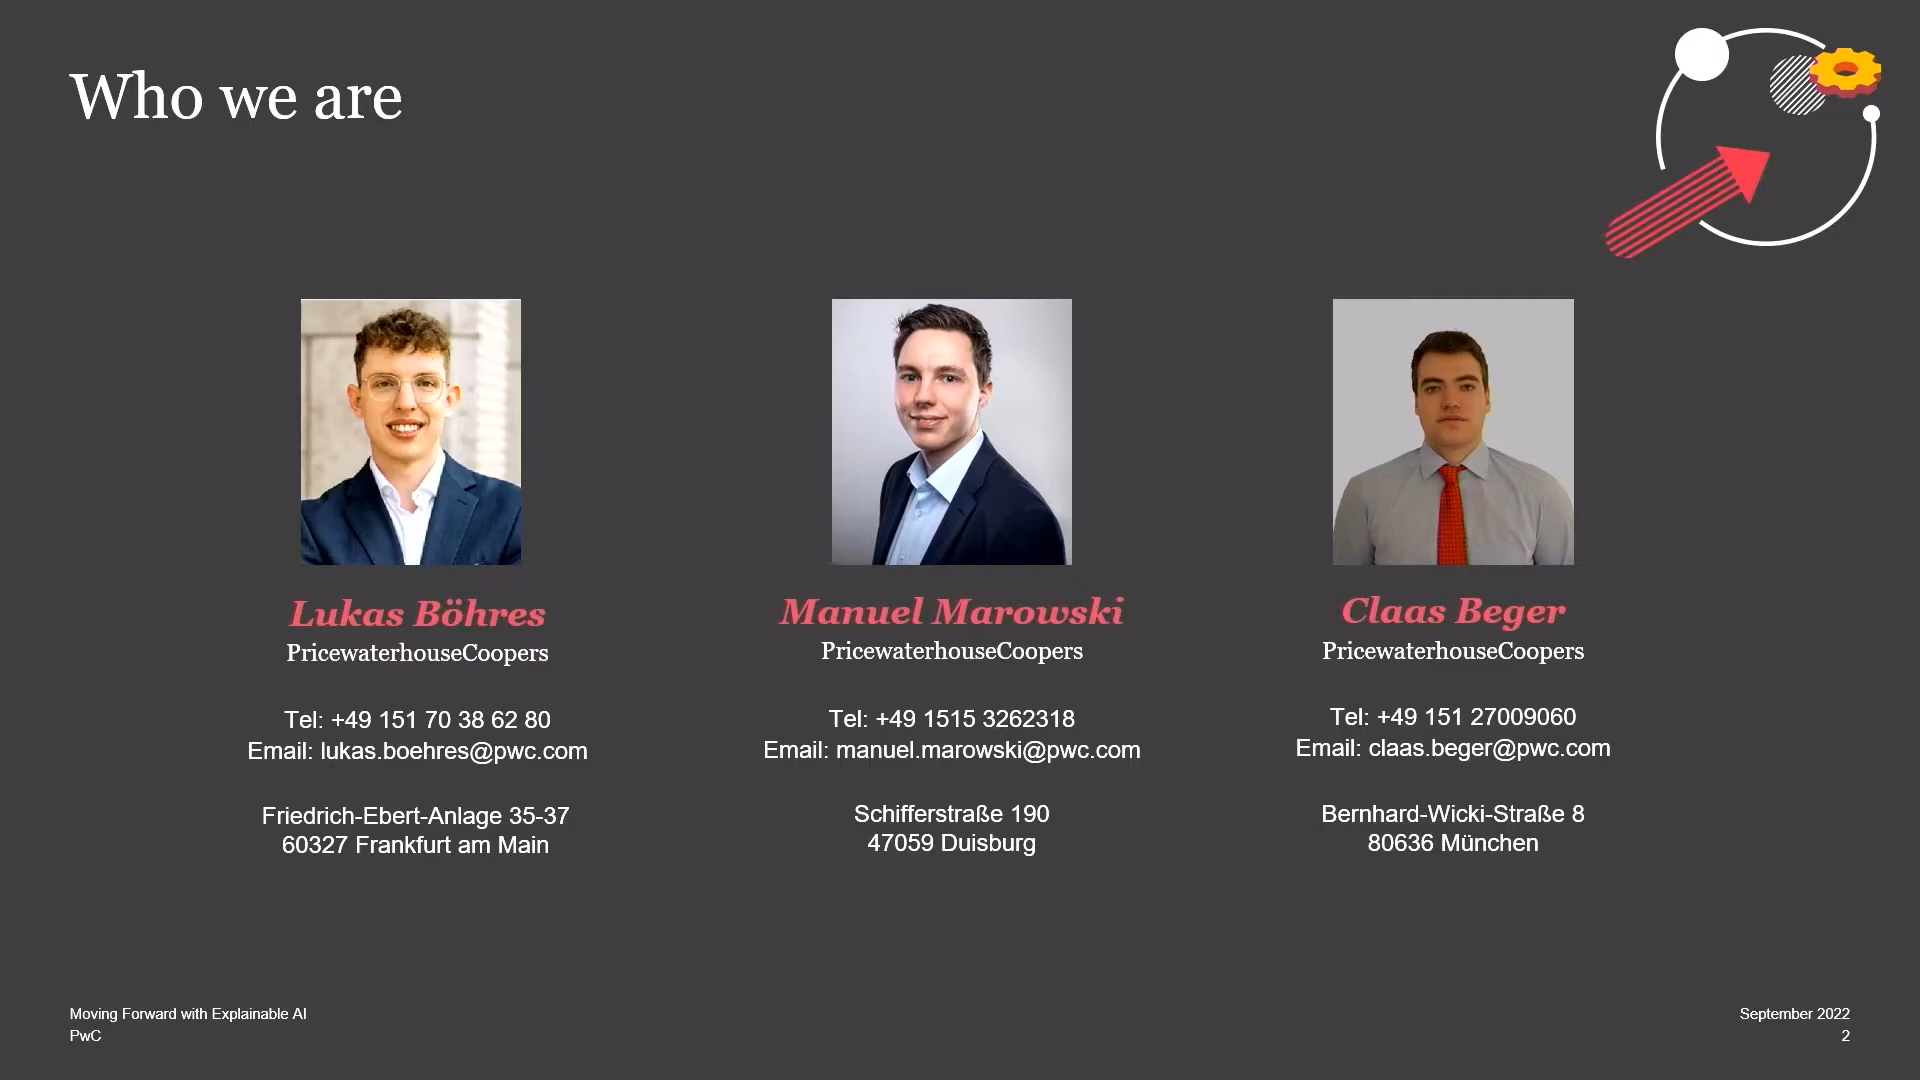 Who we are
Lukas Böhres
PricewaterhouseCoopers
Tel: +49 151 70 38 62 80
Email: lukas.boehres@pwc.com
Friedrich-Ebert-Anlage 35-37
60327 Frankfurt am Main
Manuel Marowski
PricewaterhouseCoopers
Tel: +49 1515 3262318
Email: manuel.marowski@pwc.com
Schifferstraße 190
47059 Duisburg
Claas Beger
PricewaterhouseCoopers
Tel: +49 151 27009060
Email: claas.beger@pwc.com
Bernhard-Wicki-Straße 8
80636 München
Moving Forward with Explainable AI
PwC
September 2022
2